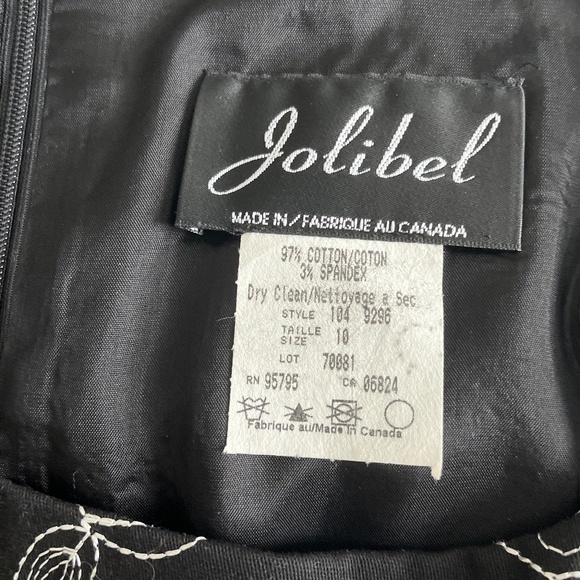 Jolibel
MADE IN/FABRIQUE AU CANADA
97% COTTON/COTON
3% SPANDEX
Dry Clean/Nettoyage a Sec
STYLE 104 9296
TAILLE
SIZE 10
LOT 70081
RN 95795 CA 06824
Fabrique au/Made in Canada